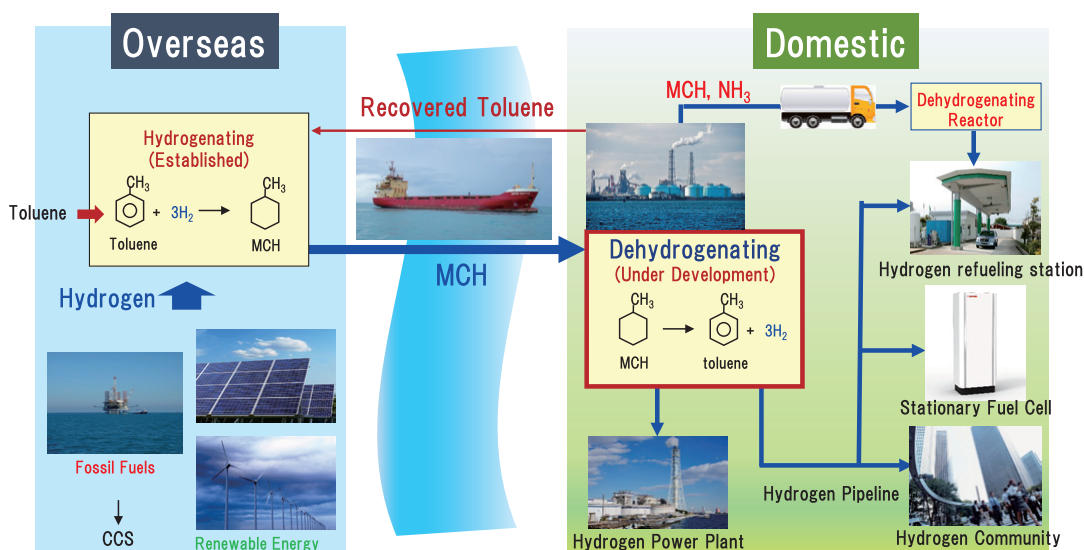 Overseas
Domestic
Hydrogenating
(Established)
CH₃
CH₃
+ 3H₂
Toluene
Toluene
MCH
Hydrogen
Fossil Fuels
CCS
Renewable Energy
Recovered Toluene
MCH
MCH, NH₃
Dehydrogenating
Reactor
Dehydrogenating
(Under Development)
CH₃
CH₃
+ 3H₂
MCH
toluene
Hydrogen refueling station
Stationary Fuel Cell
Hydrogen Pipeline
Hydrogen Power Plant
Hydrogen Community